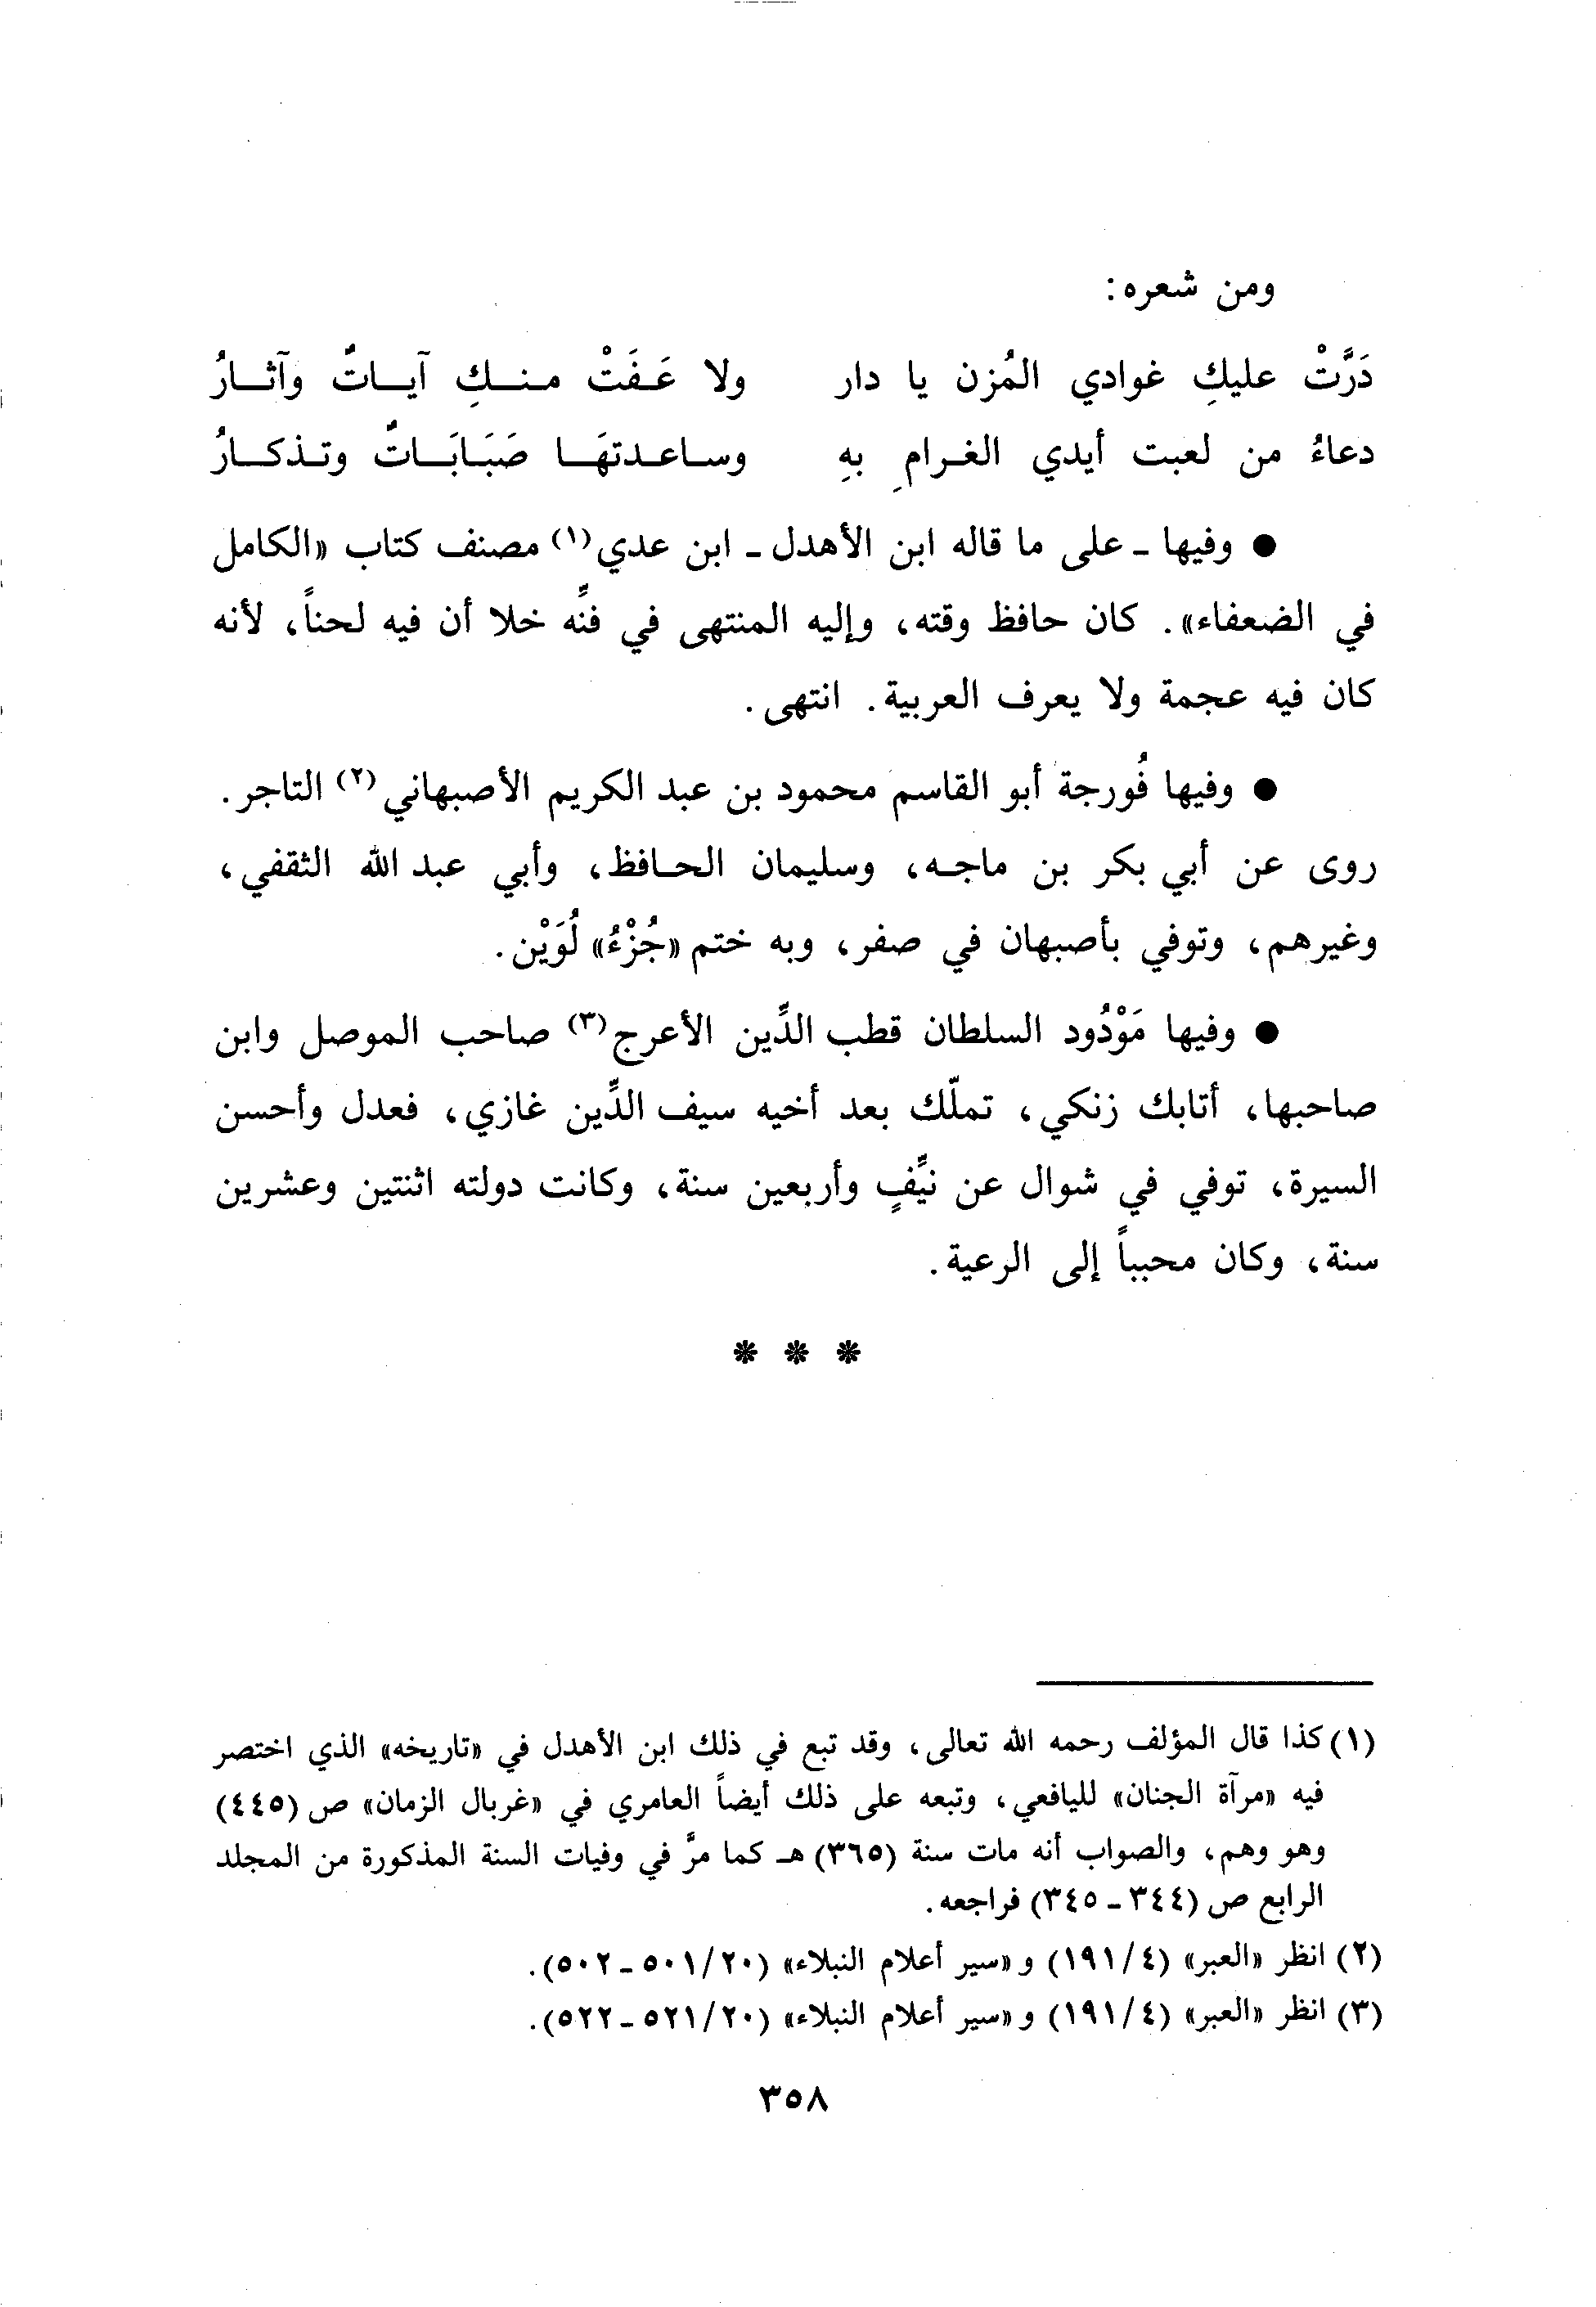 ومن شعره:
دَرَّتْ عليكِ غوادي المُزن يا دار ولا عَفَتْ منكِ آياتٌ وآثارُ
دعاءُ من لعبت أيدي الغرامِ بهِ وساعدتهَا صَبَابَاتٌ وتذكارُ
● وفيها - على ما قاله ابن الأهدل - ابن عدي(١) مصنف كتاب «الكامل
في الضعفاء». كان حافظ وقته، وإليه المنتهى في فنِّه خلا أن فيه لحناً، لأنه
كان فيه عجمة ولا يعرف العربية. انتهى.
● وفيها فُورجة أبو القاسم محمود بن عبد الكريم الأصبهاني(٢) التاجر.
روى عن أبي بكر بن ماجه، وسليمان الحافظ، وأبي عبد الله الثقفي،
وغيرهم، وتوفي بأصبهان في صفر، وبه ختم «جُزْءُ» لُوَيْن.
● وفيها مَوْدُود السلطان قطب الدِّين الأعرج(٣) صاحب الموصل وابن
صاحبها، أتابك زنكي، تملّك بعد أخيه سيف الدِّين غازي، فعدل وأحسن
السيرة، توفي في شوال عن نيِّفٍ وأربعين سنة، وكانت دولته اثنتين وعشرين
سنة، وكان محبباً إلى الرعية.
* * *
(١) كذا قال المؤلف رحمه الله تعالى، وقد تبع في ذلك ابن الأهدل في «تاريخه» الذي اختصر
فيه «مرآة الجنان» لليافعي، وتبعه على ذلك أيضاً العامري في «غربال الزمان» ص (٤٤٥)
وهو وهم، والصواب أنه مات سنة (٣٦٥) هـ كما مرَّ في وفيات السنة المذكورة من المجلد
الرابع ص (٣٤٤ - ٣٤٥) فراجعه.
(٢) انظر «العبر» (١٩١/٤) و «سير أعلام النبلاء» (٥٠١/٢٠ - ٥٠٢).
(٣) انظر «العبر» (١٩١/٤) و «سير أعلام النبلاء» (٥٢١/٢٠ - ٥٢٢).
٣٥٨